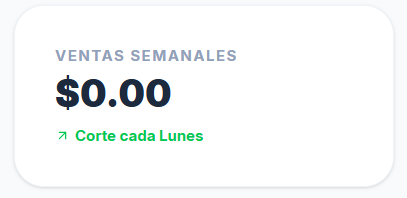 VENTAS SEMANALES
$0.00
Corte cada Lunes